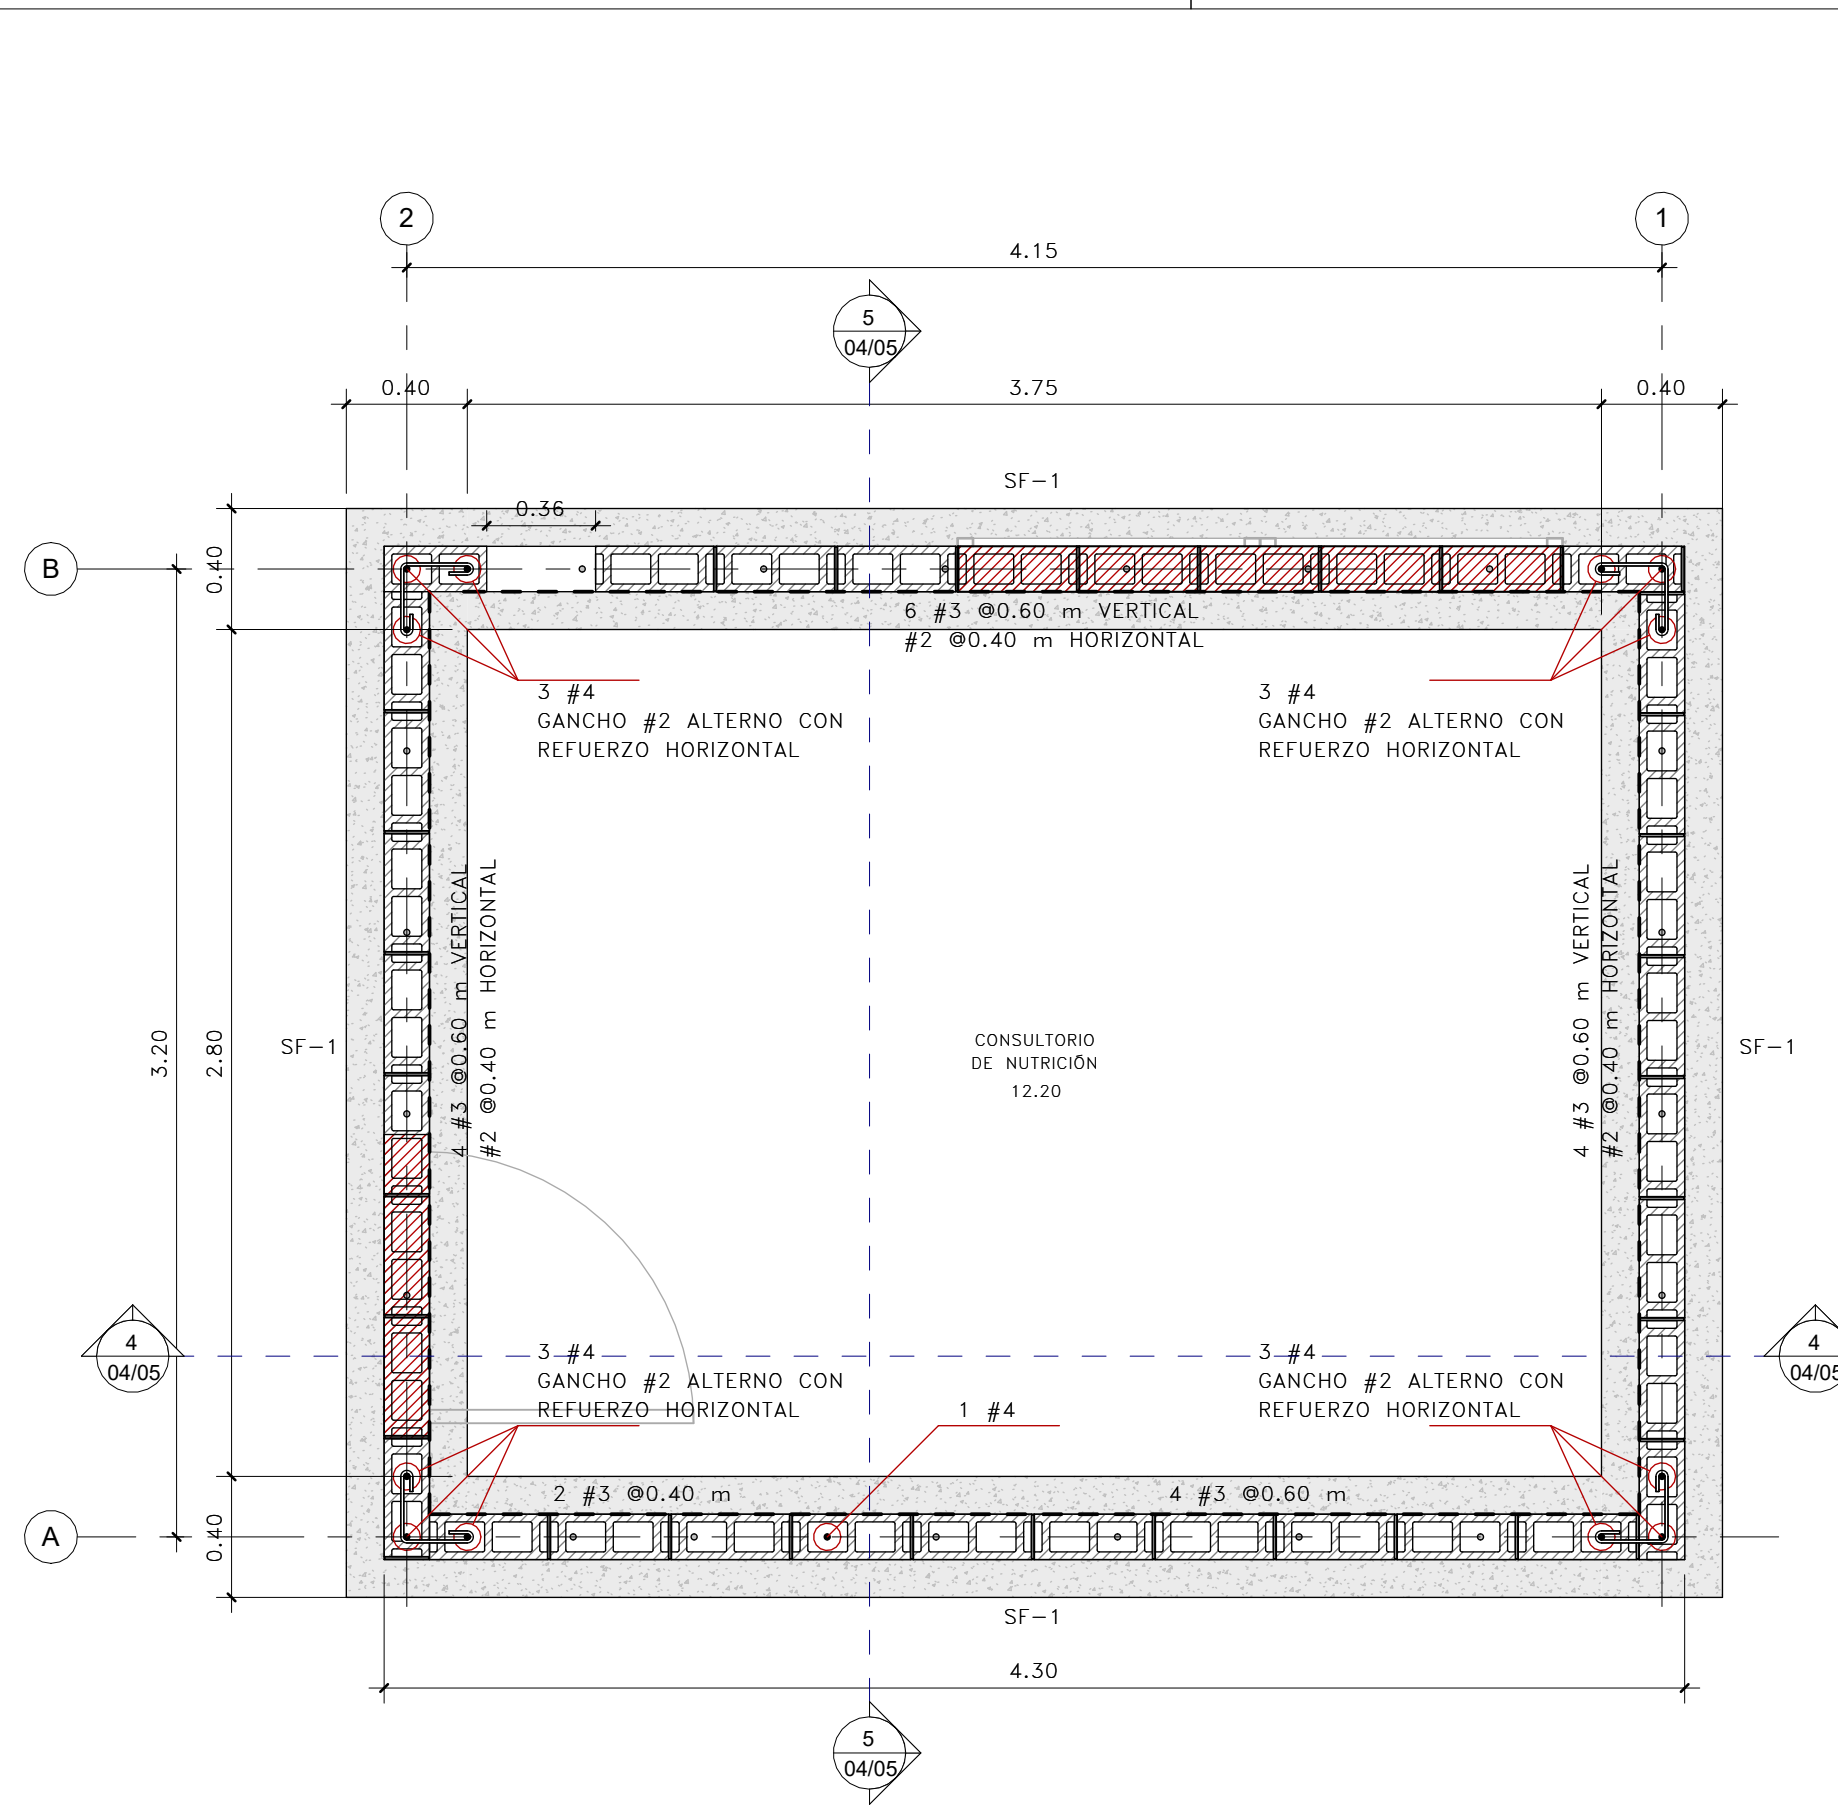 2
1
4.15
5
04/05
0.40
3.75
0.40
SF-1
0.36
B
0.40
6 #3 @0.60 m VERTICAL
#2 @0.40 m HORIZONTAL
3 #4
GANCHO #2 ALTERNO CON
REFUERZO HORIZONTAL
3 #4
GANCHO #2 ALTERNO CON
REFUERZO HORIZONTAL
4 #3 @0.60 m VERTICAL
#2 @0.40 m HORIZONTAL
4 #3 @0.60 m VERTICAL
#2 @0.40 m HORIZONTAL
3.20
2.80
SF-1
CONSULTORIO
DE NUTRICIÓN
12.20
SF-1
4
04/05
4
04/05
3 #4
GANCHO #2 ALTERNO CON
REFUERZO HORIZONTAL
1 #4
3 #4
GANCHO #2 ALTERNO CON
REFUERZO HORIZONTAL
2 #3 @0.40 m
4 #3 @0.60 m
A
0.40
SF-1
4.30
5
04/05